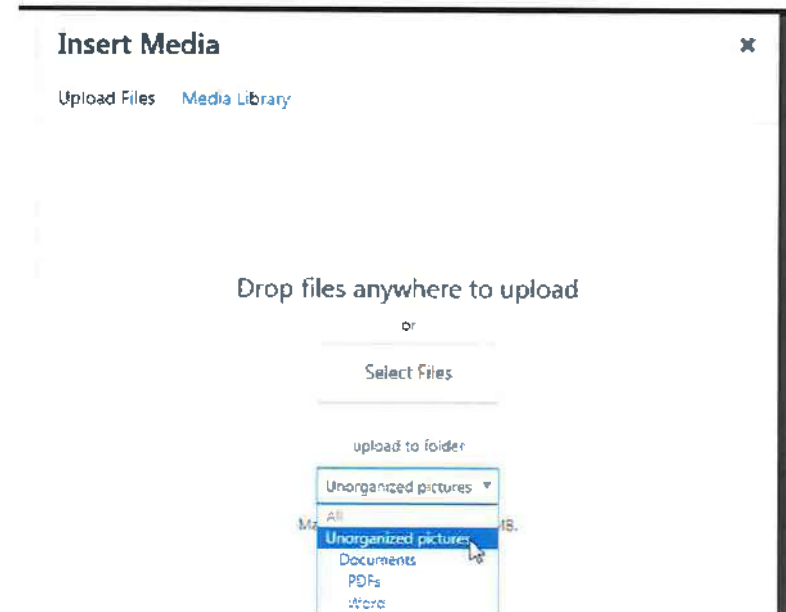 Insert Media
Upload Files Media Library
Drop files anywhere to upload
or
Select Files
upload to folder
Unorganized pictures
All
Unorganized pictures
Documents
PDFs
Word